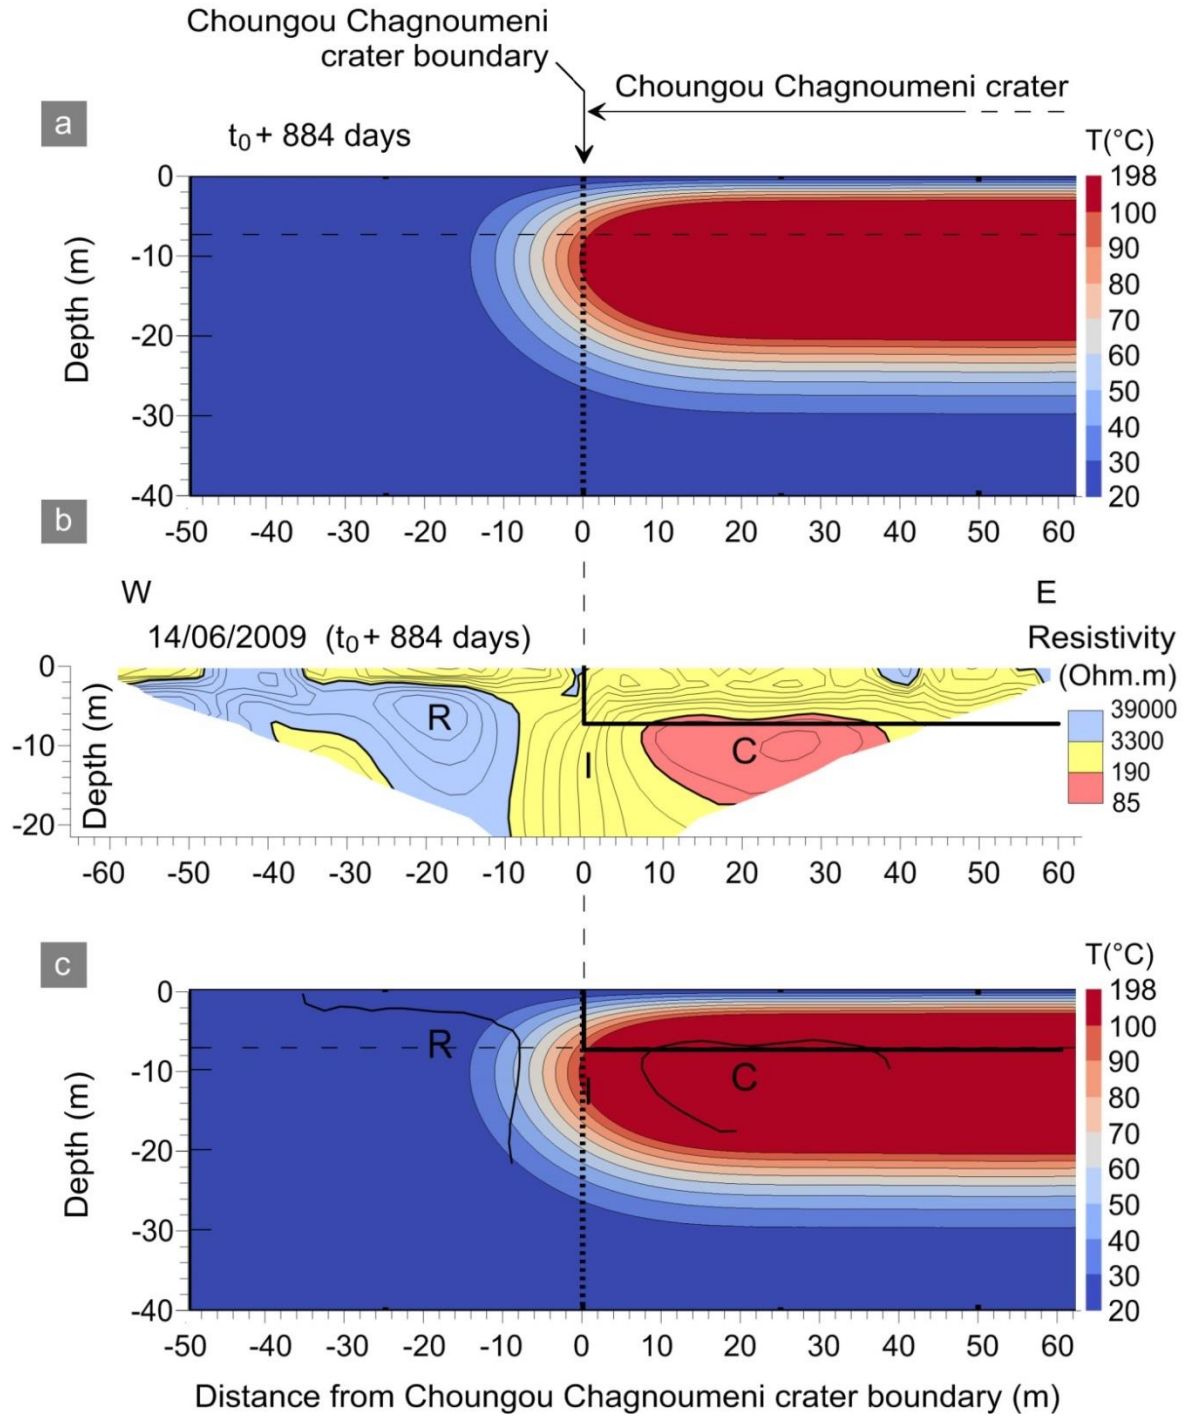 Choungou Chagnoumeni
crater boundary
Choungou Chagnoumeni crater
a
t0 + 884 days
T(°C)
Depth (m)
0
-10
-20
-30
-40
198
100
90
80
70
60
50
40
30
20
-50 -40 -30 -20 -10 0 10 20 30 40 50 60
b
W
E
14/06/2009 (t0 + 884 days)
Resistivity
(Ohm.m)
Depth (m)
0
-10
-20
R
I
C
39000
3300
190
85
-60 -50 -40 -30 -20 -10 0 10 20 30 40 50 60
c
T(°C)
Depth (m)
0
-10
-20
-30
-40
R
I
C
198
100
90
80
70
60
50
40
30
20
-50 -40 -30 -20 -10 0 10 20 30 40 50 60
Distance from Choungou Chagnoumeni crater boundary (m)